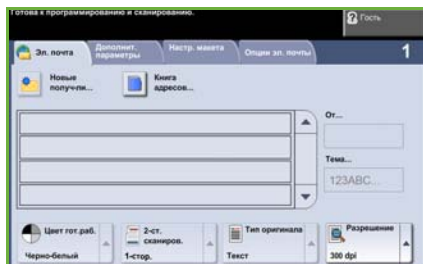 Готова к программированию и сканированию.
Гость
Эл. почта
Дополнит. параметры
Настр. макета
Опции эл. почты
1
Новые получ-ли...
Книга адресов...
От...
Тема...
123ABC...
Цвет гот.раб.
Черно-белый
2-ст. сканиров.
1-стор.
Тип оригинала
Текст
Разрешение
300 dpi